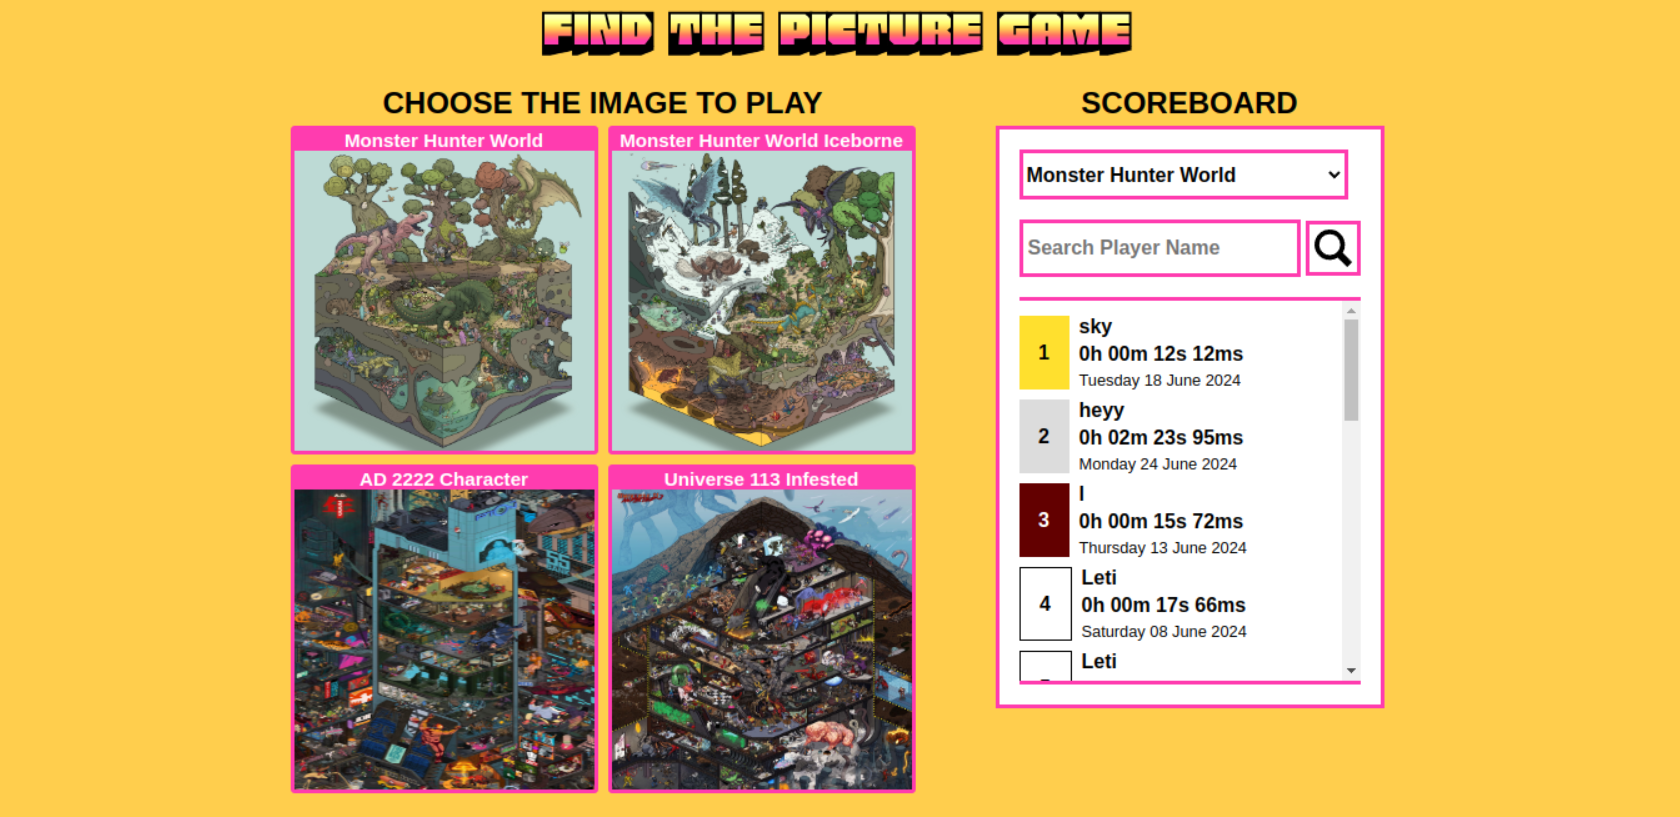 FIND THE PICTURE GAME
CHOOSE THE IMAGE TO PLAY
Monster Hunter World
Monster Hunter World Iceborne
AD 2222 Character
Universe 113 Infested
SCOREBOARD
Monster Hunter World
Search Player Name
1
sky
0h 00m 12s 12ms
Tuesday 18 June 2024
2
heyy
0h 02m 23s 95ms
Monday 24 June 2024
3
l
0h 00m 15s 72ms
Thursday 13 June 2024
4
Leti
0h 00m 17s 66ms
Saturday 08 June 2024
Leti